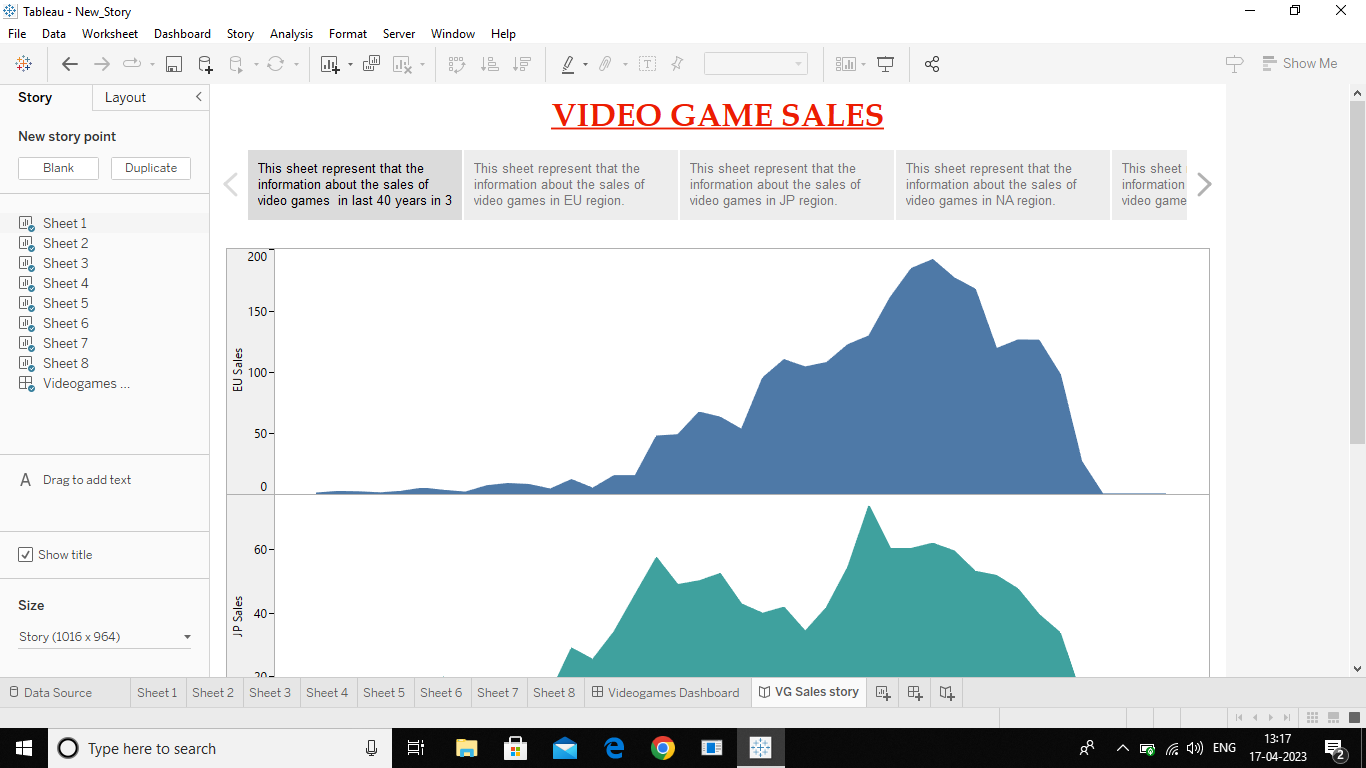 Tableau - New_Story
File Data Worksheet Dashboard Story Analysis Format Server Window Help
Show Me
Story Layout
New story point
Blank Duplicate
Sheet 1
Sheet 2
Sheet 3
Sheet 4
Sheet 5
Sheet 6
Sheet 7
Sheet 8
Videogames ...
A Drag to add text
Show title
Size
Story (1016 x 964)
VIDEO GAME SALES
This sheet represent that the
information about the sales of
video games in last 40 years in 3
This sheet represent that the
information about the sales of
video games in EU region.
This sheet represent that the
information about the sales of
video games in JP region.
This sheet represent that the
information about the sales of
video games in NA region.
This sheet
information
video game
EU Sales
200
150
100
50
0
JP Sales
60
40
20
Data Source Sheet 1 Sheet 2 Sheet 3 Sheet 4 Sheet 5 Sheet 6 Sheet 7 Sheet 8 Videogames Dashboard VG Sales story
Type here to search
ENG
13:17
17-04-2023
2